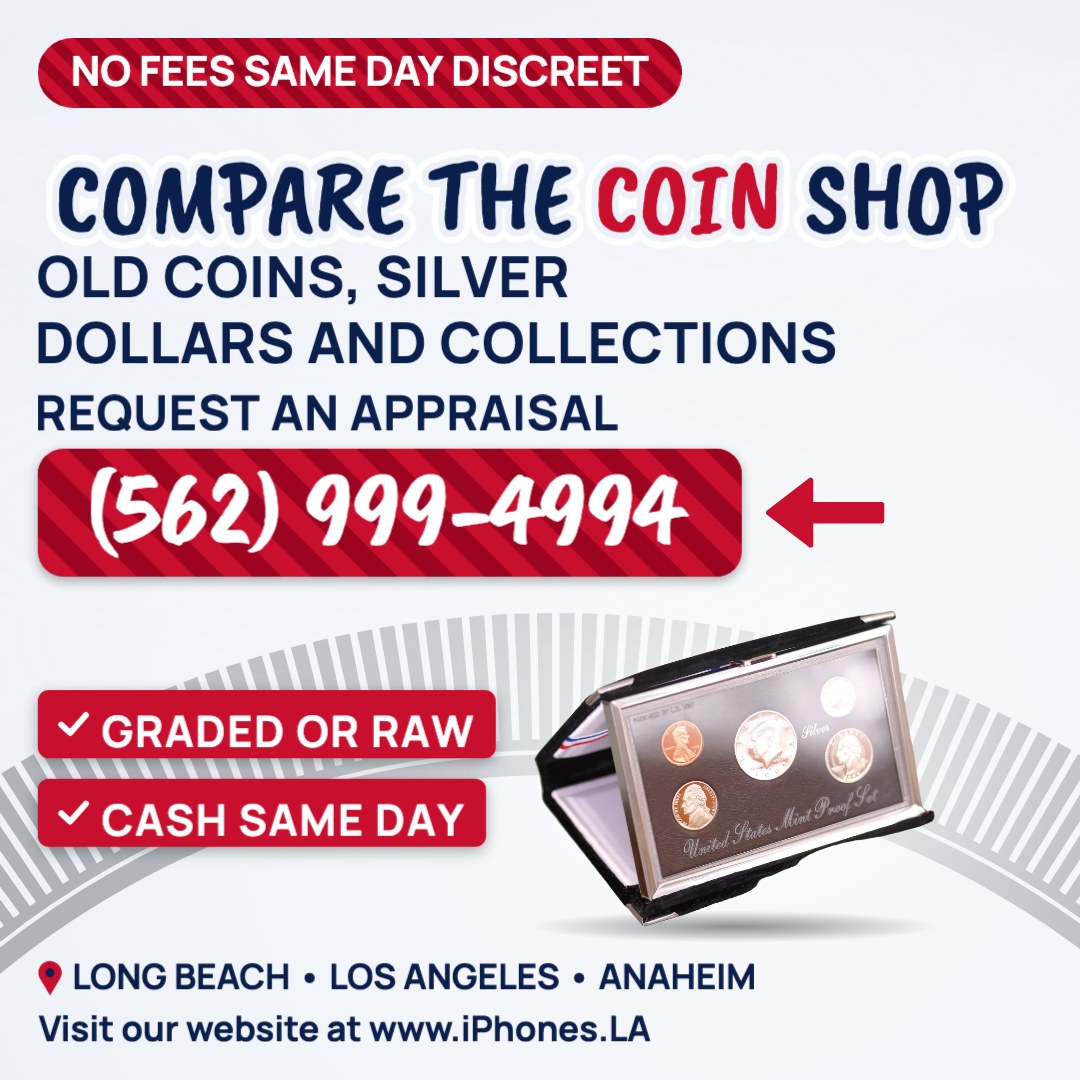 NO FEES SAME DAY DISCREET
COMPARE THE COIN SHOP
OLD COINS, SILVER
DOLLARS AND COLLECTIONS
REQUEST AN APPRAISAL
(562) 999-4994
GRADED OR RAW
CASH SAME DAY
Silver
United States Mint Proof Set
LONG BEACH • LOS ANGELES • ANAHEIM
Visit our website at www.iPhones.LA